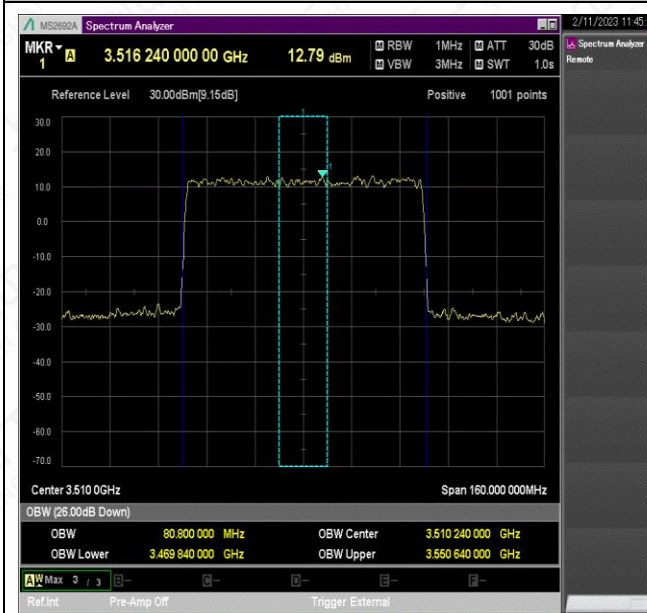 MS2692A Spectrum Analyzer 2/11/2023 11:45:
MKR 1 A 3.516 240 000 00 GHz 12.79 dBm RBW 1MHz ATT 30dB
VBW 3MHz SWT 1.0s
Spectrum Analyzer
Remote
Reference Level 30.00dBm[9.15dB] Positive 1001 points
1
30.0
20.0
1
10.0
0.0
-10.0
-20.0
-30.0
-40.0
-50.0
-60.0
-70.0
Center 3.510 0GHz Span 160.000 000MHz
OBW (26.00dB Down)
OBW 80.800 000 MHz OBW Center 3.510 240 000 GHz
OBW Lower 3.469 840 000 GHz OBW Upper 3.550 640 000 GHz
A W Max 3 / 3 B- C- D- E- F-
Ref.Int Pre-Amp Off Trigger External